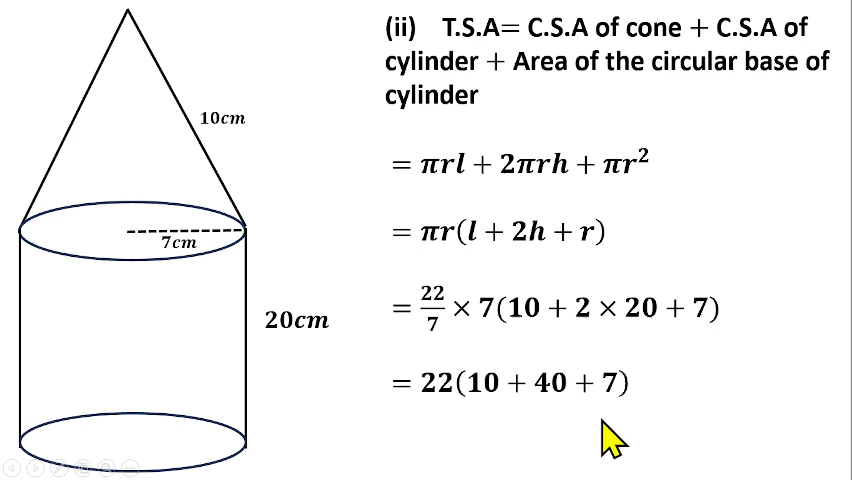 (ii) T.S.A= C.S.A of cone + C.S.A of
cylinder + Area of the circular base of
cylinder
= πrl + 2πrh + πr²
= πr(l + 2h + r)
= 22/7 × 7(10 + 2 × 20 + 7)
= 22(10 + 40 + 7)
10cm
7cm
20cm